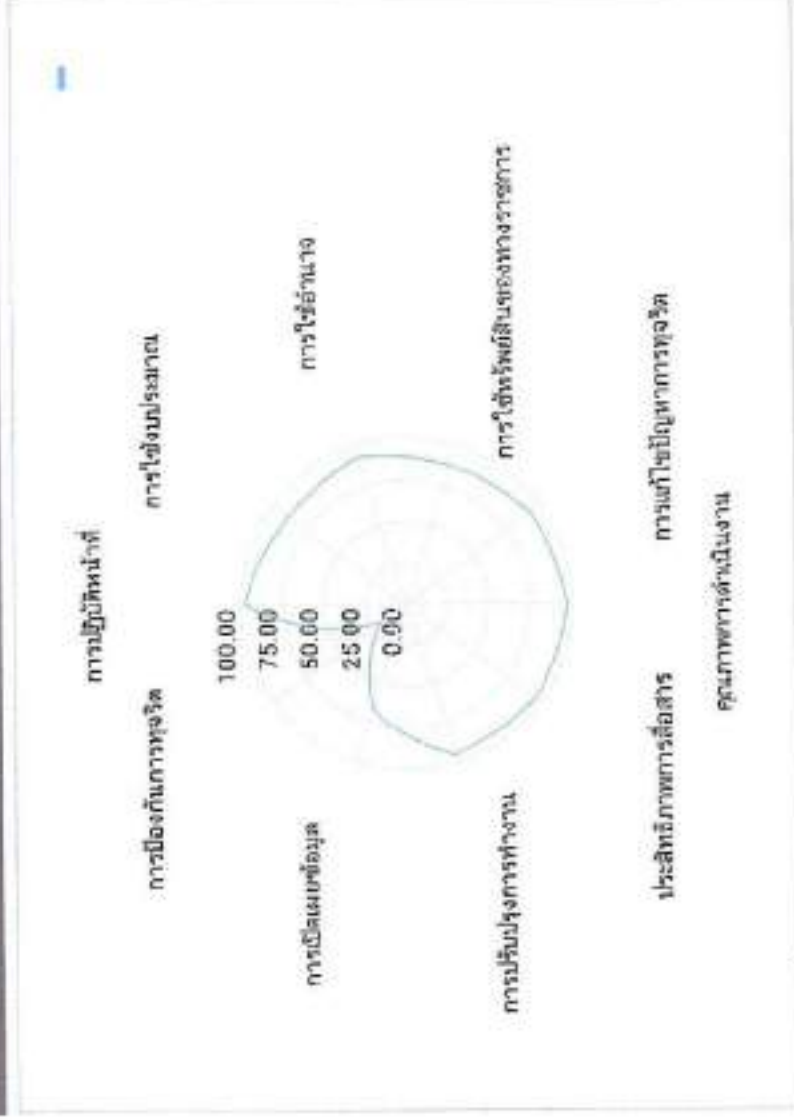 การปฏิบัติหน้าที่
การป้องกันการทุจริต
การใช้งบประมาณ
100.00
75.00
50.00
25.00
0.00
การเปิดเผยข้อมูล
การใช้อำนาจ
การปรับปรุงการทำงาน
การใช้ทรัพย์สินของทางราชการ
ประสิทธิภาพการสื่อสาร
การแก้ไขปัญหาการทุจริต
คุณภาพการดำเนินงาน